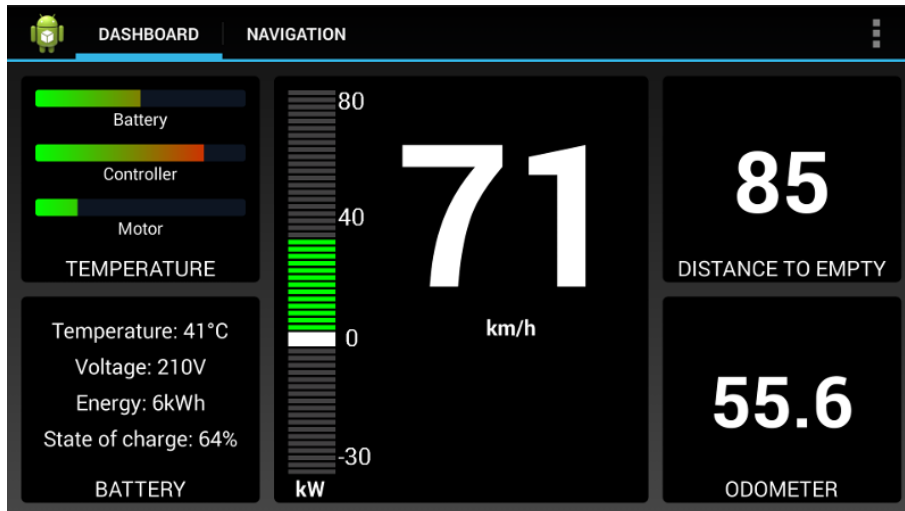 DASHBOARD
NAVIGATION
Battery
Controller
Motor
TEMPERATURE
Temperature: 41°C
Voltage: 210V
Energy: 6kWh
State of charge: 64%
BATTERY
80
40
0
-30
kW
71
km/h
85
DISTANCE TO EMPTY
55.6
ODOMETER